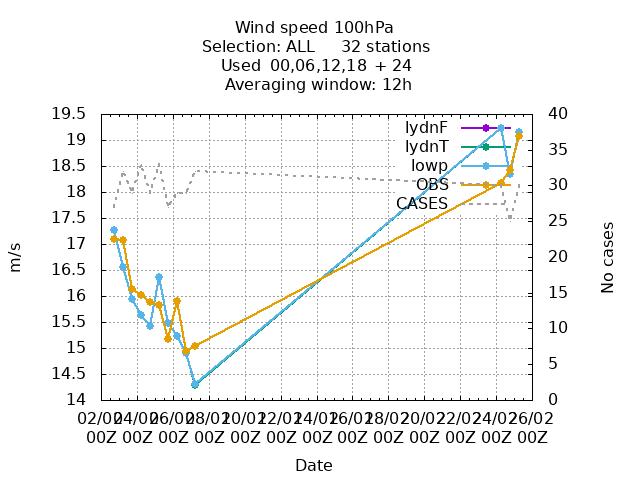 Wind speed 100hPa
Selection: ALL 32 stations
Used 00,06,12,18 + 24
Averaging window: 12h
19.5
19
18.5
18
17.5
17
16.5
16
15.5
15
14.5
14
40
35
30
25
20
15
10
5
0
lydnF
lydnT
lowp
OBS
CASES
m/s
No cases
02/02 04/02 06/02 08/02 10/02 12/02 14/02 16/02 18/02 20/02 22/02 24/02 26/02
00Z 00Z 00Z 00Z 00Z 00Z 00Z 00Z 00Z 00Z 00Z 00Z 00Z
Date